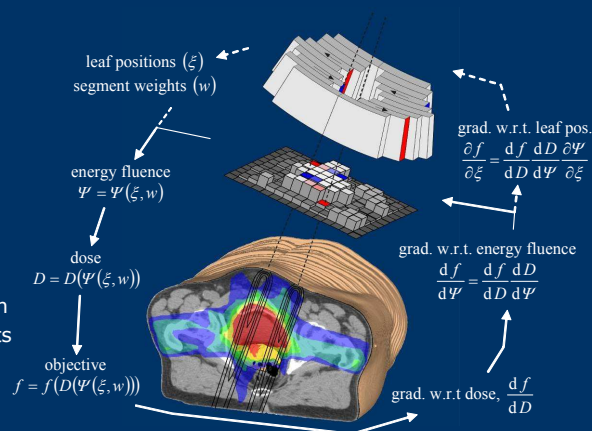 leaf positions (ξ)
segment weights (w)
energy fluence
Ψ = Ψ(ξ, w)
dose
D = D(Ψ(ξ, w))
objective
f = f(D(Ψ(ξ, w)))
grad. w.r.t. leaf pos.
∂f/∂ξ = df/dD dD/dΨ ∂Ψ/∂ξ
grad. w.r.t. energy fluence
df/dΨ = df/dD dD/dΨ
grad. w.r.t dose, df/dD